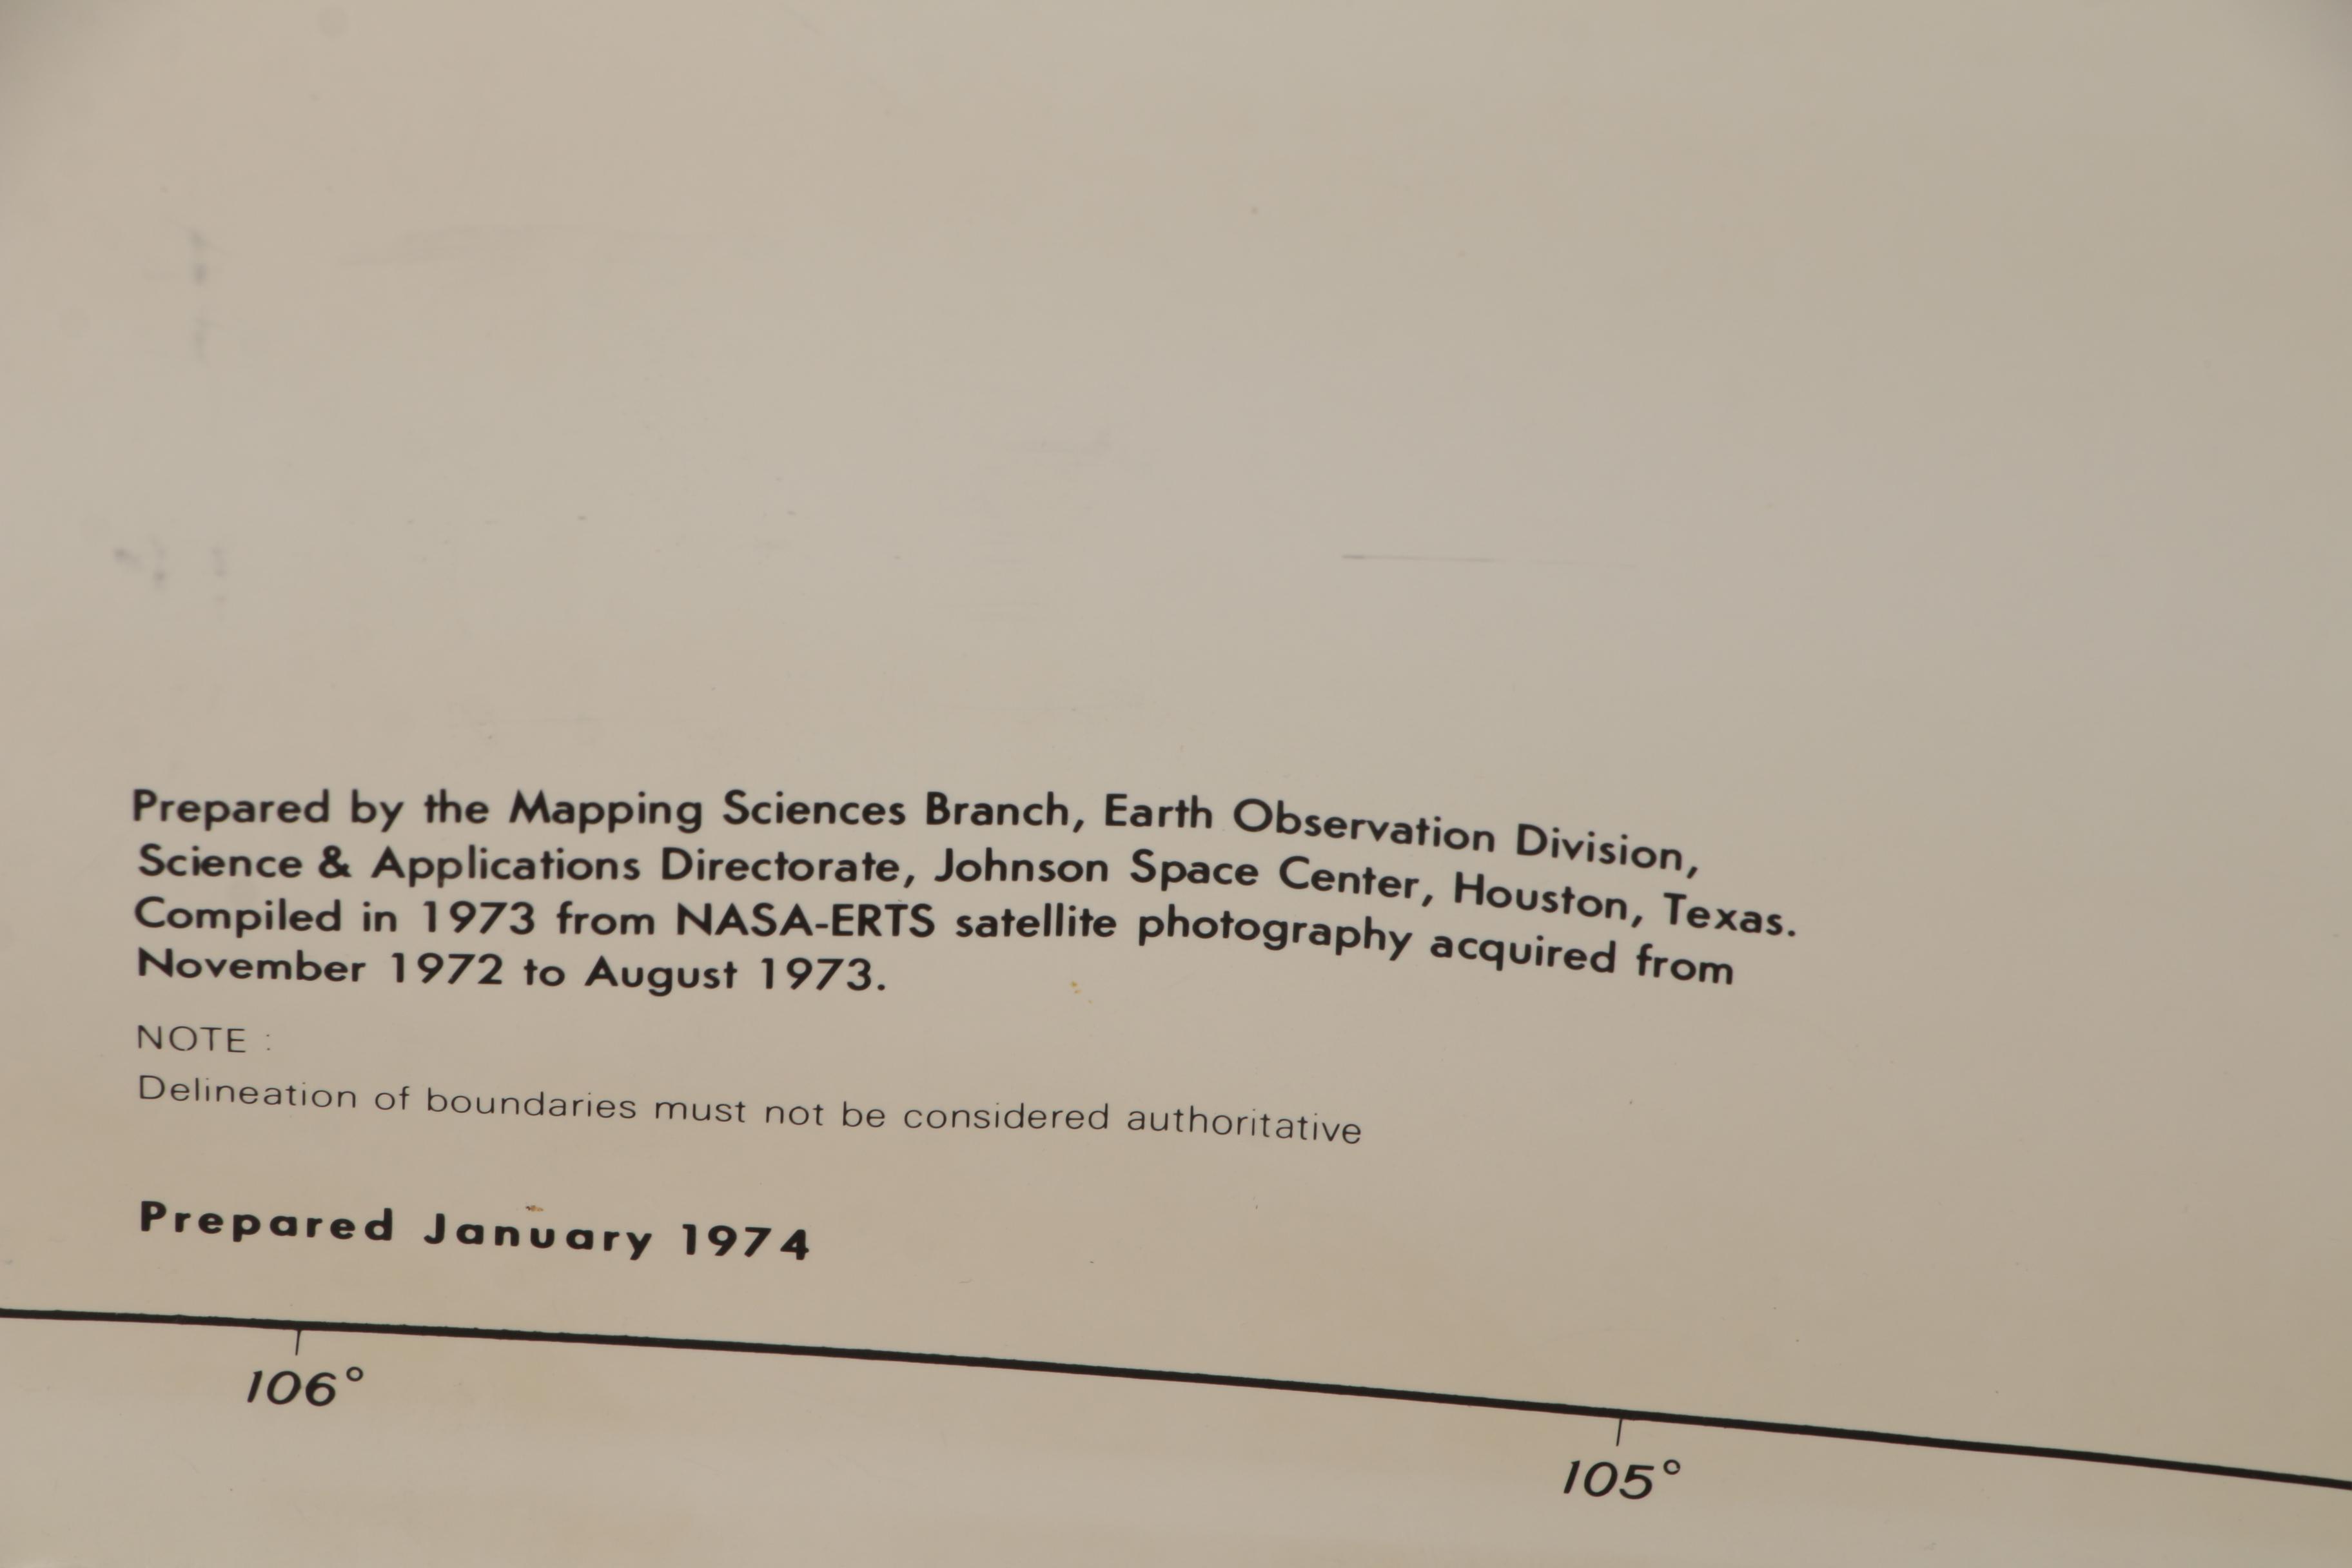 Prepared by the Mapping Sciences Branch, Earth Observation Division,
Science & Applications Directorate, Johnson Space Center, Houston, Texas.
Compiled in 1973 from NASA-ERTS satellite photography acquired from
November 1972 to August 1973.
NOTE :
Delineation of boundaries must not be considered authoritative
Prepared January 1974
106°
105°